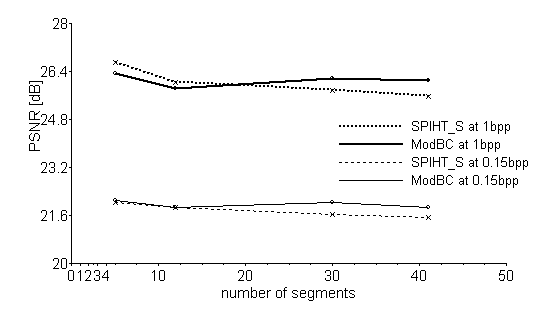 28
26.4
24.8
23.2
21.6
20
PSNR [dB]
SPIHT_S at 1bpp
ModBC at 1bpp
SPIHT_S at 0.15bpp
ModBC at 0.15bpp
01234 10 20 30 40 50
number of segments